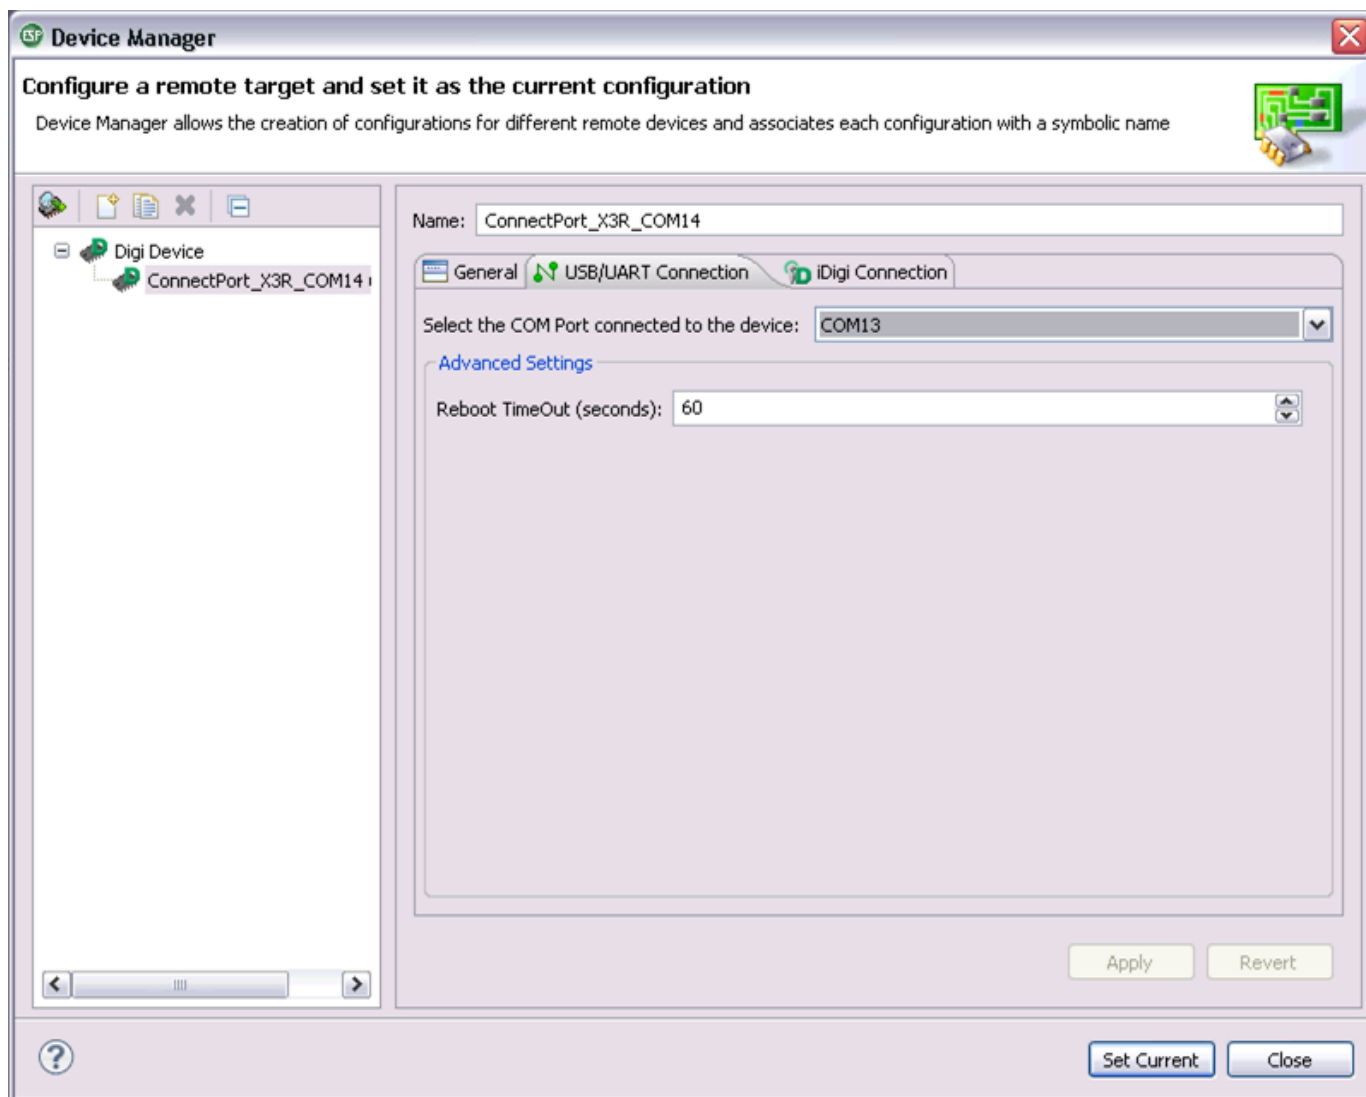 Device Manager
Configure a remote target and set it as the current configuration
Device Manager allows the creation of configurations for different remote devices and associates each configuration with a symbolic name
Digi Device
ConnectPort_X3R_COM14
Name: ConnectPort_X3R_COM14
General USB/UART Connection iDigi Connection
Select the COM Port connected to the device: COM13
Advanced Settings
Reboot TimeOut (seconds): 60
Apply Revert
Set Current Close